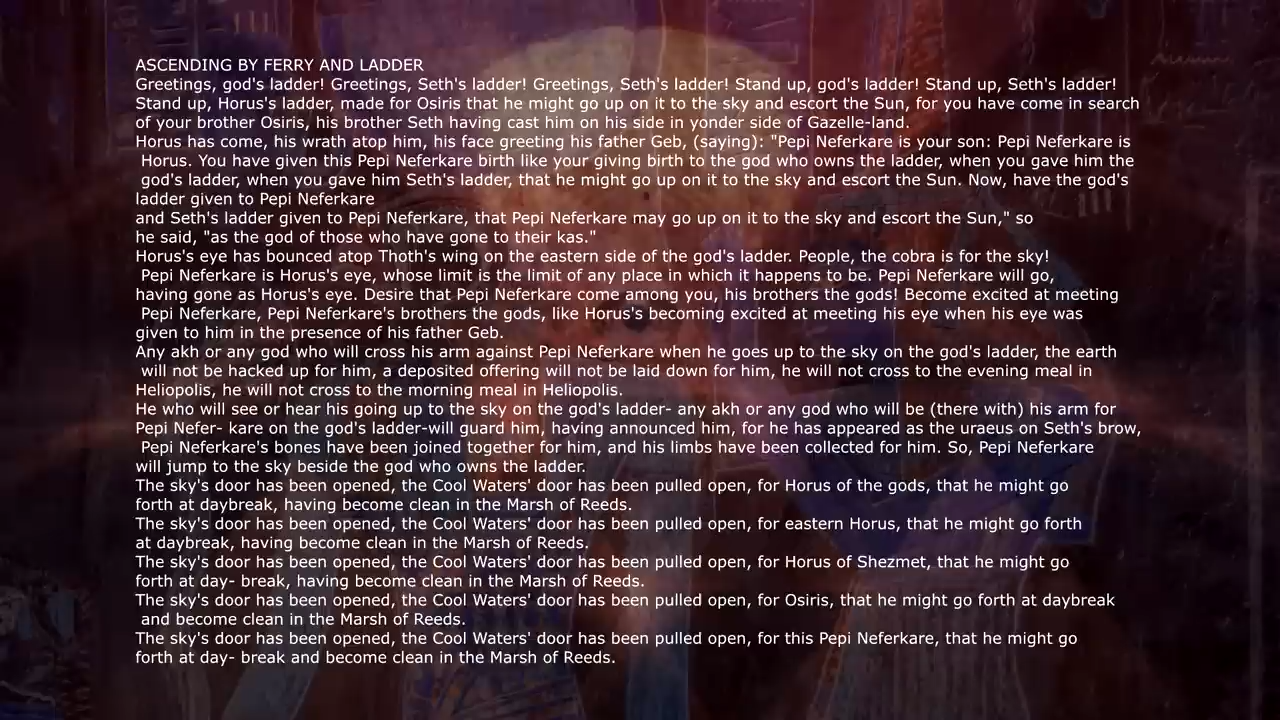 ASCENDING BY FERRY AND LADDER
Greetings, god's ladder! Greetings, Seth's ladder! Greetings, Seth's ladder! Stand up, god's ladder! Stand up, Seth's ladder!
Stand up, Horus's ladder, made for Osiris that he might go up on it to the sky and escort the Sun, for you have come in search
of your brother Osiris, his brother Seth having cast him on his side in yonder side of Gazelle-land.
Horus has come, his wrath atop him, his face greeting his father Geb, (saying): "Pepi Neferkare is your son: Pepi Neferkare is
Horus. You have given this Pepi Neferkare birth like your giving birth to the god who owns the ladder, when you gave him the
god's ladder, when you gave him Seth's ladder, that he might go up on it to the sky and escort the Sun. Now, have the god's
ladder given to Pepi Neferkare
and Seth's ladder given to Pepi Neferkare, that Pepi Neferkare may go up on it to the sky and escort the Sun," so
he said, "as the god of those who have gone to their kas."
Horus's eye has bounced atop Thoth's wing on the eastern side of the god's ladder. People, the cobra is for the sky!
Pepi Neferkare is Horus's eye, whose limit is the limit of any place in which it happens to be. Pepi Neferkare will go,
having gone as Horus's eye. Desire that Pepi Neferkare come among you, his brothers the gods! Become excited at meeting
Pepi Neferkare, Pepi Neferkare's brothers the gods, like Horus's becoming excited at meeting his eye when his eye was
given to him in the presence of his father Geb.
Any akh or any god who will cross his arm against Pepi Neferkare when he goes up to the sky on the god's ladder, the earth
will not be hacked up for him, a deposited offering will not be laid down for him, he will not cross to the evening meal in
Heliopolis, he will not cross to the morning meal in Heliopolis.
He who will see or hear his going up to the sky on the god's ladder- any akh or any god who will be (there with) his arm for
Pepi Nefer- kare on the god's ladder-will guard him, having announced him, for he has appeared as the uraeus on Seth's brow,
Pepi Neferkare's bones have been joined together for him, and his limbs have been collected for him. So, Pepi Neferkare
will jump to the sky beside the god who owns the ladder.
The sky's door has been opened, the Cool Waters' door has been pulled open, for Horus of the gods, that he might go
forth at daybreak, having become clean in the Marsh of Reeds.
The sky's door has been opened, the Cool Waters' door has been pulled open, for eastern Horus, that he might go forth
at daybreak, having become clean in the Marsh of Reeds.
The sky's door has been opened, the Cool Waters' door has been pulled open, for Horus of Shezmet, that he might go
forth at day- break, having become clean in the Marsh of Reeds.
The sky's door has been opened, the Cool Waters' door has been pulled open, for Osiris, that he might go forth at daybreak
and become clean in the Marsh of Reeds.
The sky's door has been opened, the Cool Waters' door has been pulled open, for this Pepi Neferkare, that he might go
forth at day- break and become clean in the Marsh of Reeds.